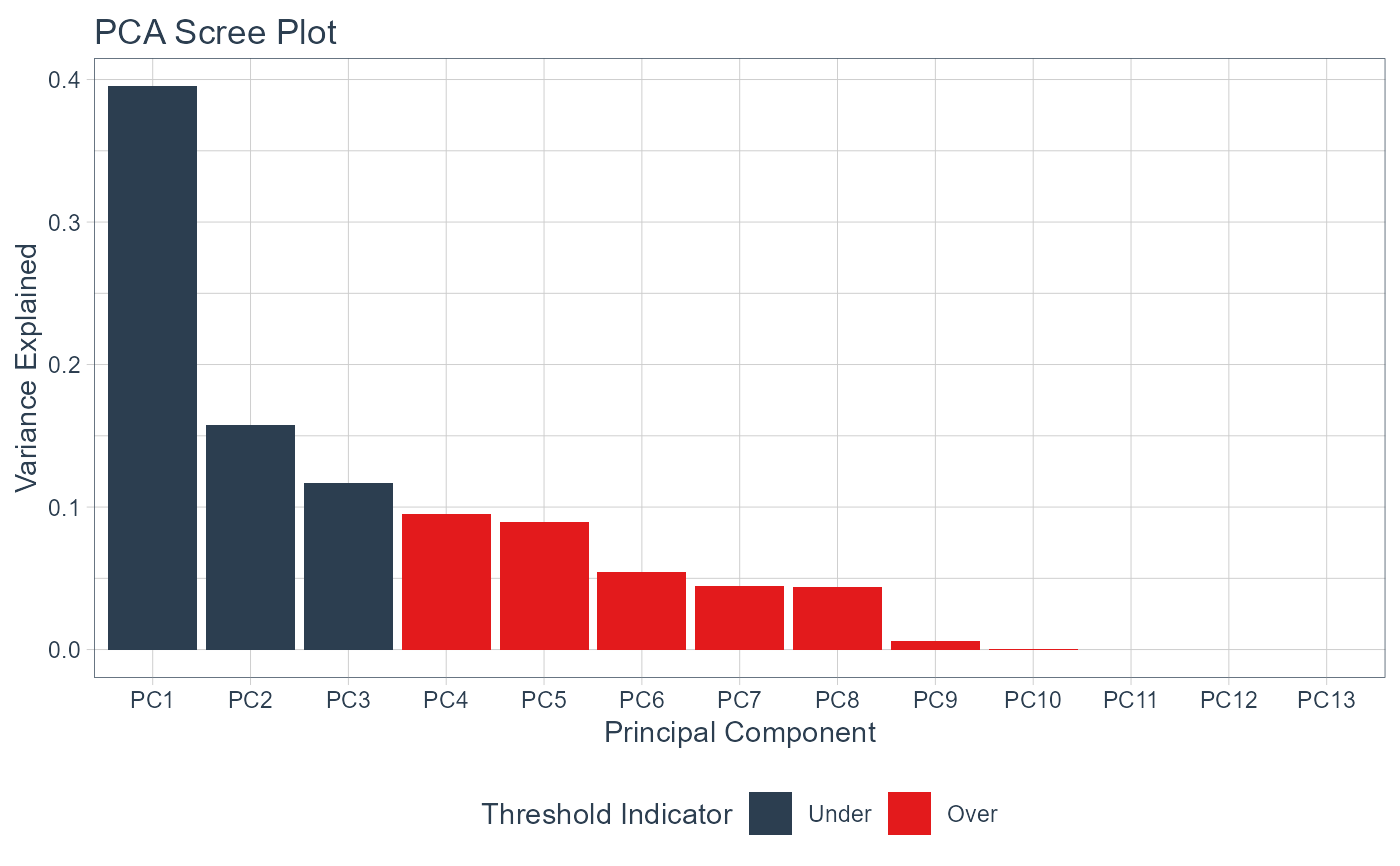 PCA Scree Plot
Variance Explained
0.4
0.3
0.2
0.1
0.0
PC1 PC2 PC3 PC4 PC5 PC6 PC7 PC8 PC9 PC10 PC11 PC12 PC13
Principal Component
Threshold Indicator Under Over